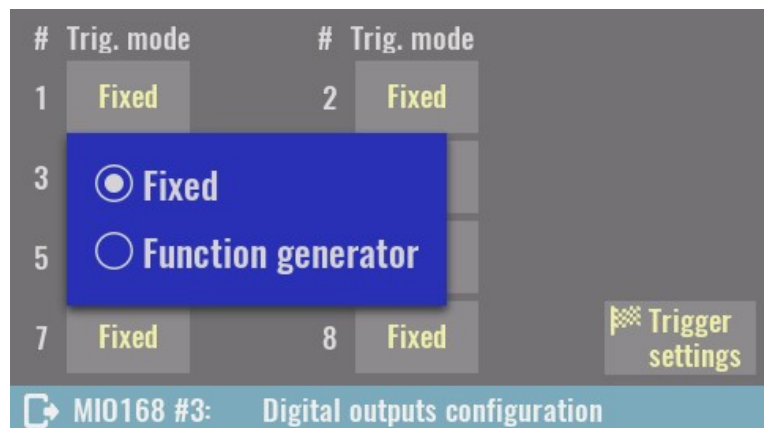 # Trig. mode # Trig. mode
1 Fixed 2 Fixed
3 Fixed
5 Function generator
7 Fixed 8 Fixed
Trigger
settings
MIO168 #3: Digital outputs configuration